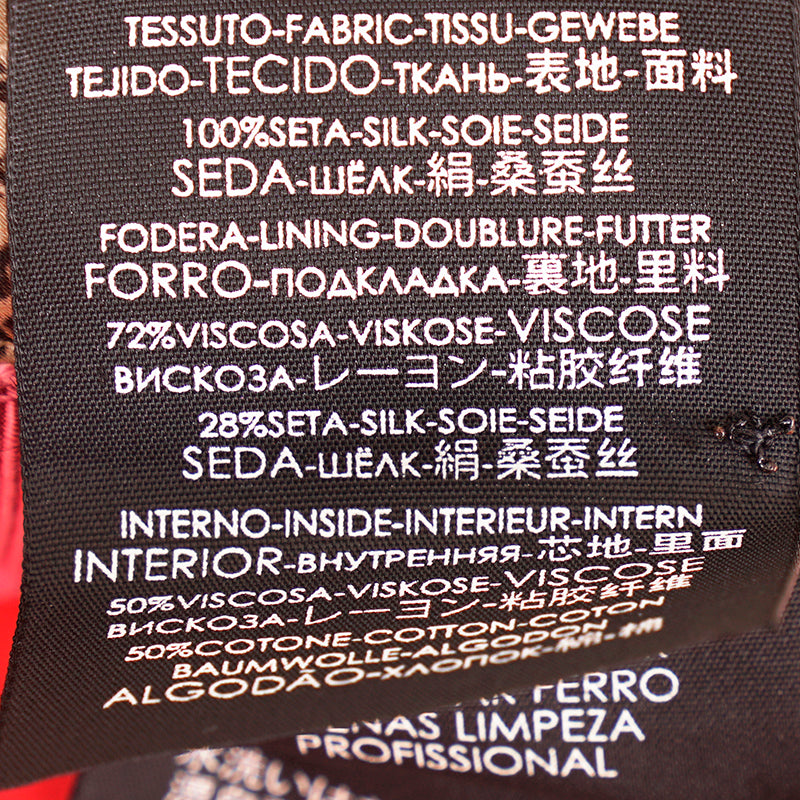 TESSUTO-FABRIC-TISSU-GEWEBE
TEJIDO-TECIDO-ТКАНЬ-表地-面料
100%SETA-SILK-SOIE-SEIDE
SEDA-ШЁЛК-絹-桑蚕丝
FODERA-LINING-DOUBLURE-FUTTER
FORRO-ПОДКЛАДКА-裏地-里料
72%VISCOSA-VISKOSE-VISCOSE
ВИСКОЗА-レーヨン-粘胶纤维
28%SETA-SILK-SOIE-SEIDE
SEDA-ШЁЛК-絹-桑蚕丝
INTERNO-INSIDE-INTERIEUR-INTERN
INTERIOR-ВНУТРЕННЯЯ-芯地-里面
50%VISCOSA-VISKOSE-VISCOSE
ВИСКОЗА-レーヨン-粘胶纤维
50%COTONE-COTTON-COTON
BAUMWOLLE-ALGODON
ALGODÃO-ХЛОПОК-綿-棉
FERRO
LIMPEZA
PROFISSIONAL